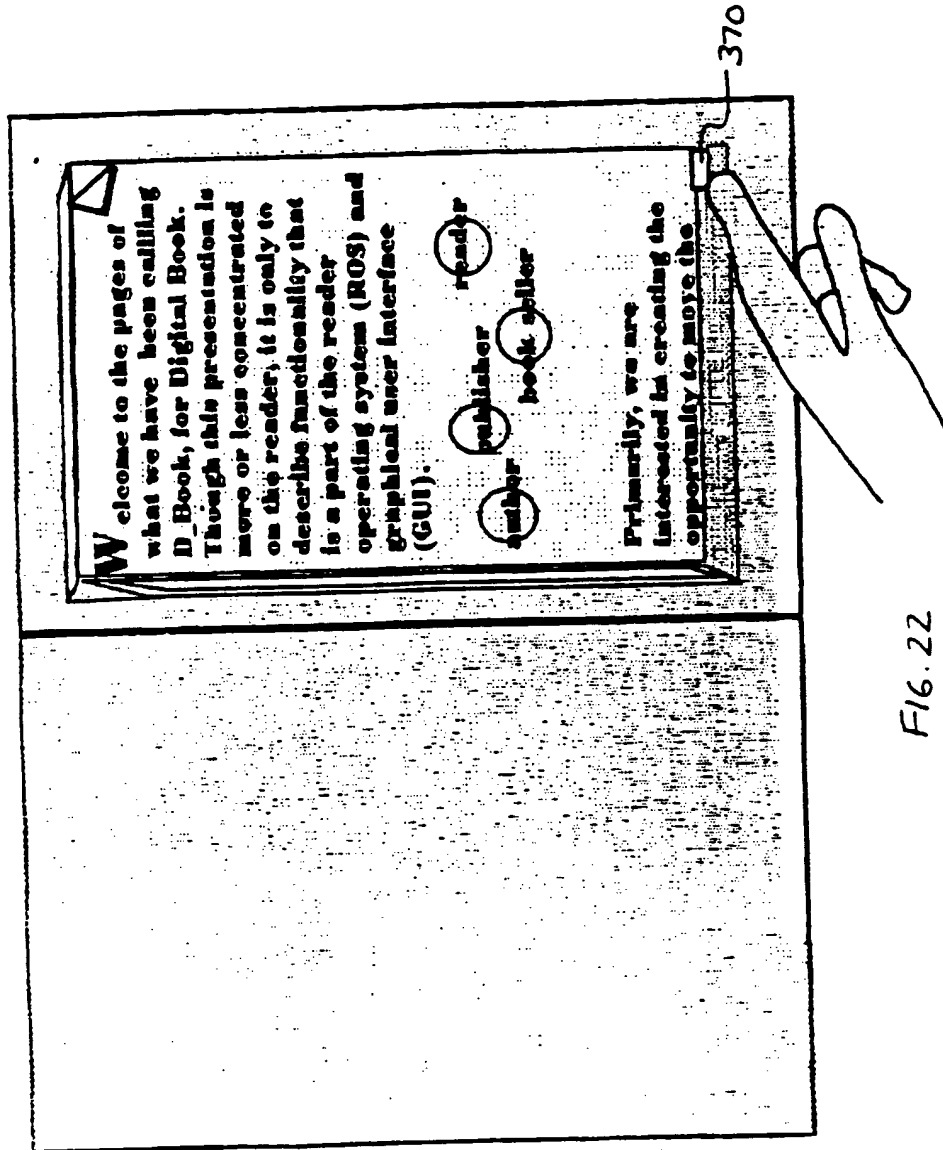 Welcome to the pages of
what we have been calling
D_Book, for Digital Book.
Though this presentation is
more or less concentrated
on the reader, it is only to
describe functionality that
is a part of the reader
operating system (ROS) and
graphical user interface
(GUI).
author publisher book seller reader
Primarily, we are
interested in creating the
opportunity to move the
370
FIG. 22